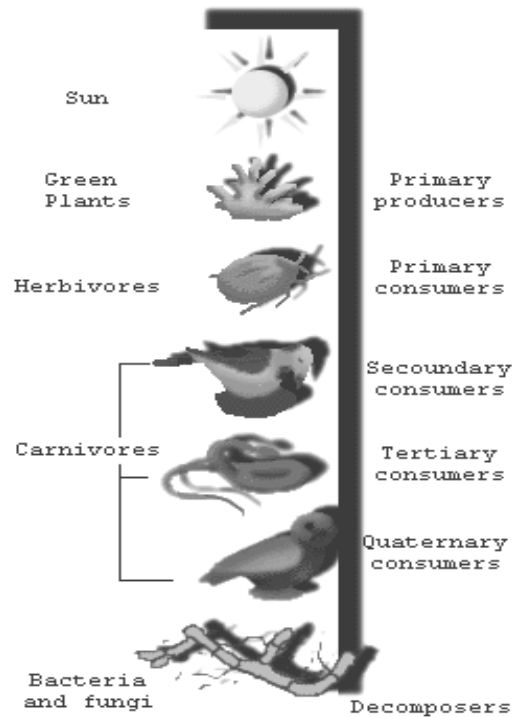 Sun
Green
Plants
Primary
producers
Herbivores
Primary
consumers
Secoundary
consumers
Carnivores
Tertiary
consumers
Quaternary
consumers
Bacteria
and fungi
Decomposers